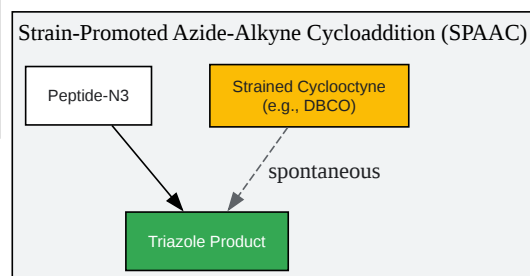 Strain-Promoted Azide-Alkyne Cycloaddition (SPAAC)
Peptide-N3
Strained Cyclooctyne
(e.g., DBCO)
spontaneous
Triazole Product